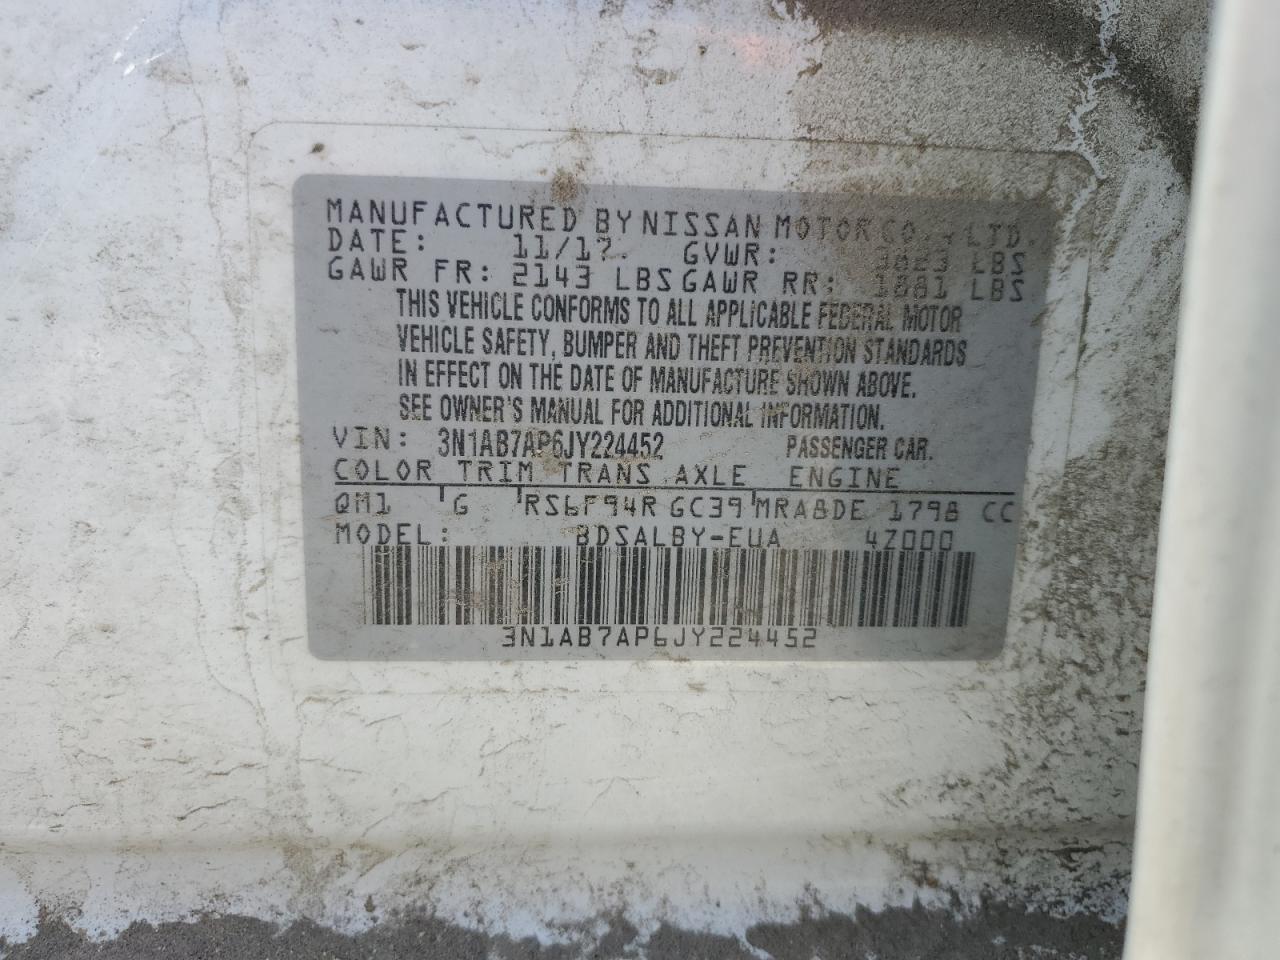 MANUFACTURED BY NISSAN MOTOR CO., LTD.
DATE: 11/17 GVWR: 3823 LBS
GAWR FR: 2143 LBS GAWR RR: 1881 LBS
THIS VEHICLE CONFORMS TO ALL APPLICABLE FEDERAL MOTOR
VEHICLE SAFETY, BUMPER AND THEFT PREVENTION STANDARDS
IN EFFECT ON THE DATE OF MANUFACTURE SHOWN ABOVE.
SEE OWNER'S MANUAL FOR ADDITIONAL INFORMATION.
VIN: 3N1AB7AP6JY224452 PASSENGER CAR.
COLOR TRIM TRANS AXLE ENGINE
QM1 G RS6F94R GC39 MRA8DE 1798 CC
MODEL: BDSALBY-EUA 4Z000
3N1AB7AP6JY224452